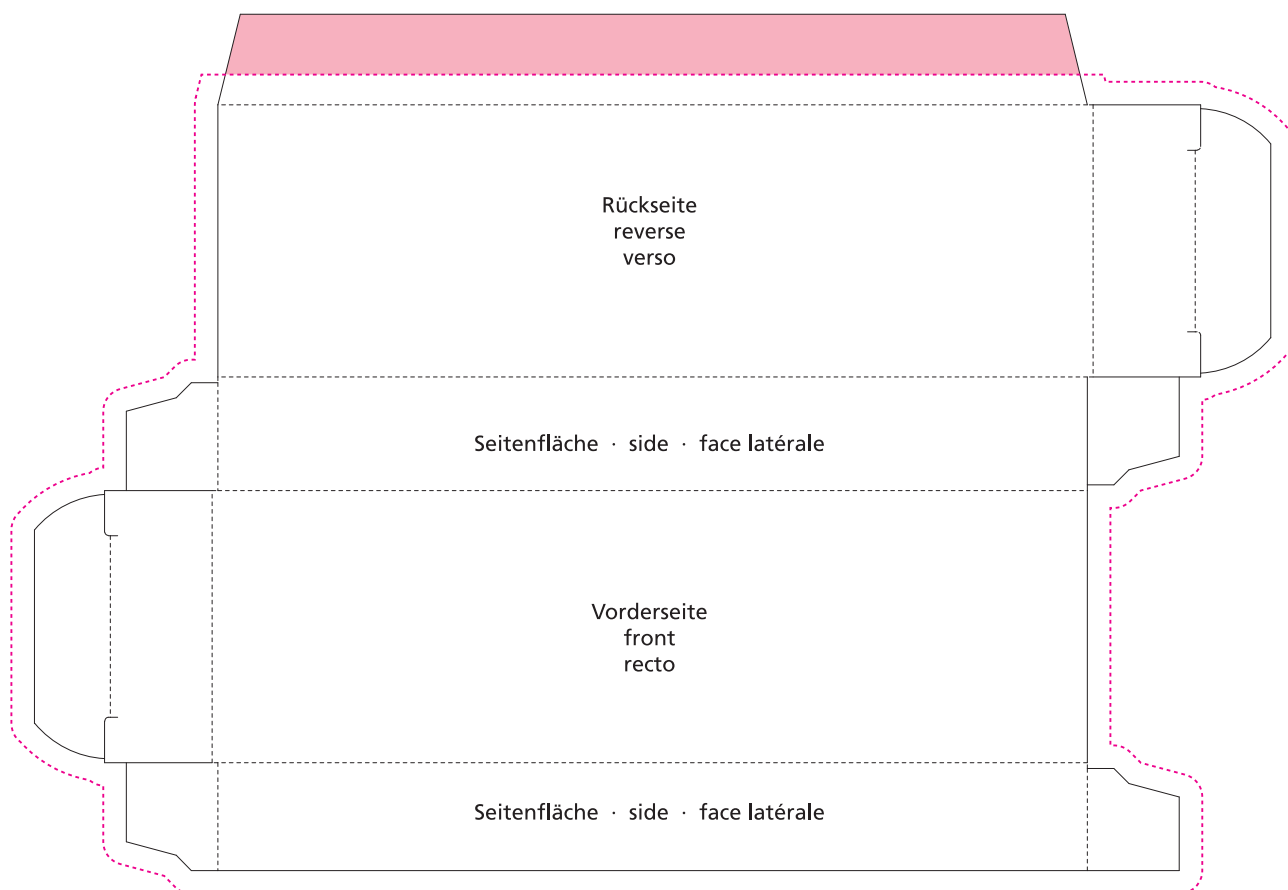 Rückseite
reverse
verso
Seitenfläche · side · face latérale
Vorderseite
front
recto
Seitenfläche · side · face latérale